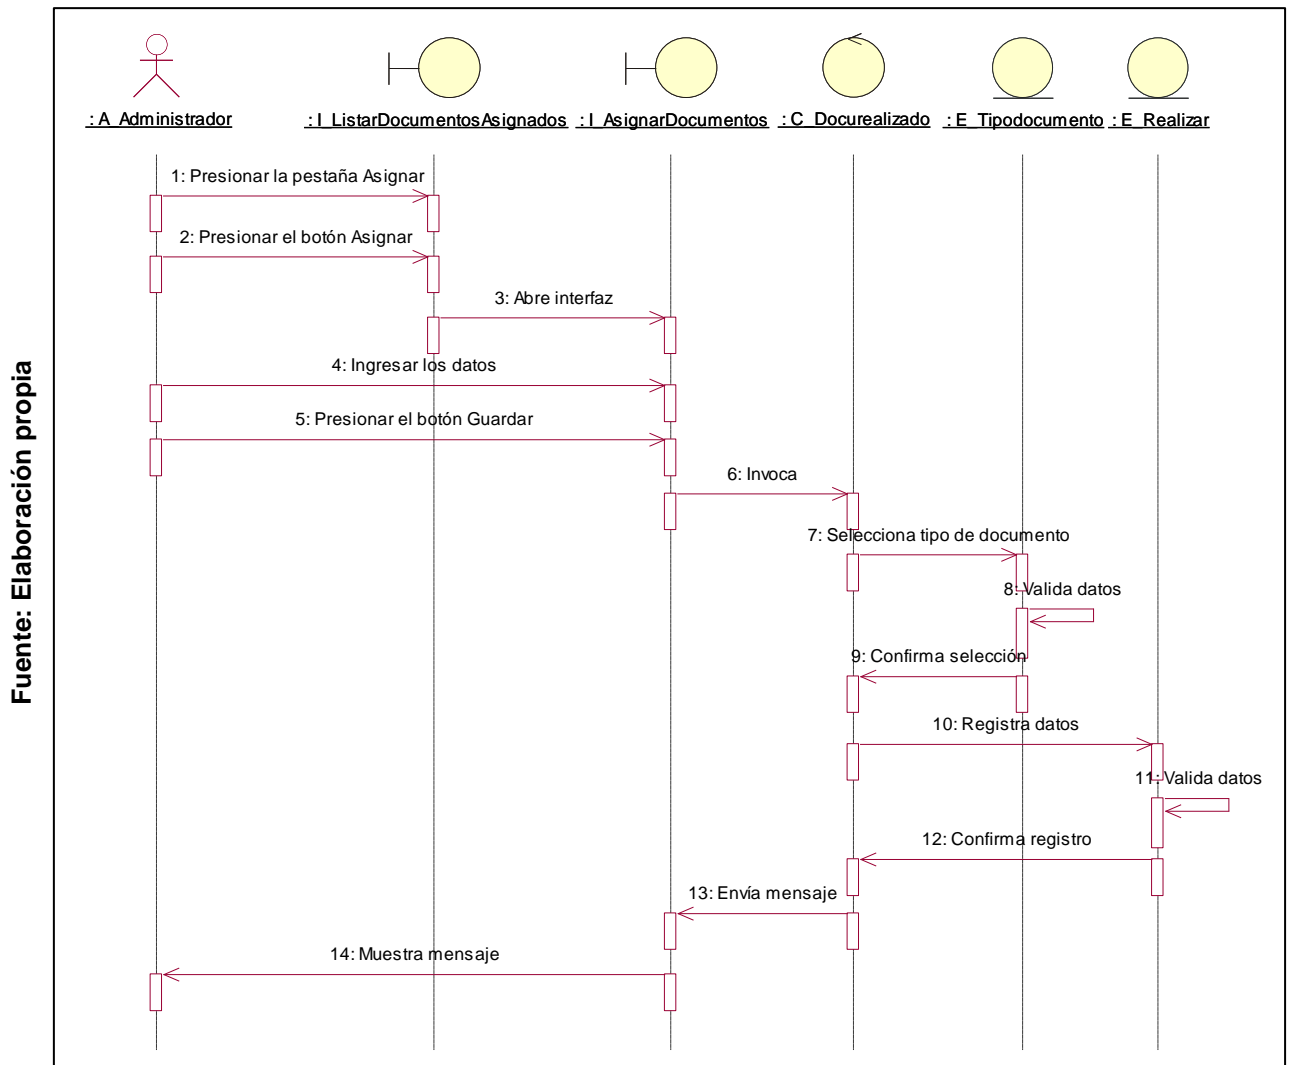 : A_Administrador
: I_ListarDocumentosAsignados
: I_AsignarDocumentos
: C_Docurealizado
: E_Tipodocumento
: E_Realizar
1: Presionar la pestaña Asignar
2: Presionar el botón Asignar
3: Abre interfaz
4: Ingresar los datos
5: Presionar el botón Guardar
6: Invoca
7: Selecciona tipo de documento
8: Valida datos
9: Confirma selección
10: Registra datos
11: Valida datos
12: Confirma registro
13: Envía mensaje
14: Muestra mensaje
Fuente: Elaboración propia